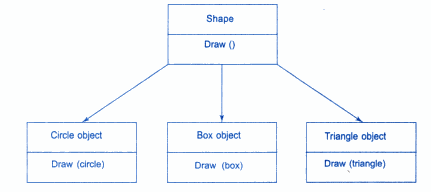 Shape
Draw ()
Circle object
Draw (circle)
Box object
Draw (box)
Triangle object
Draw (triangle)